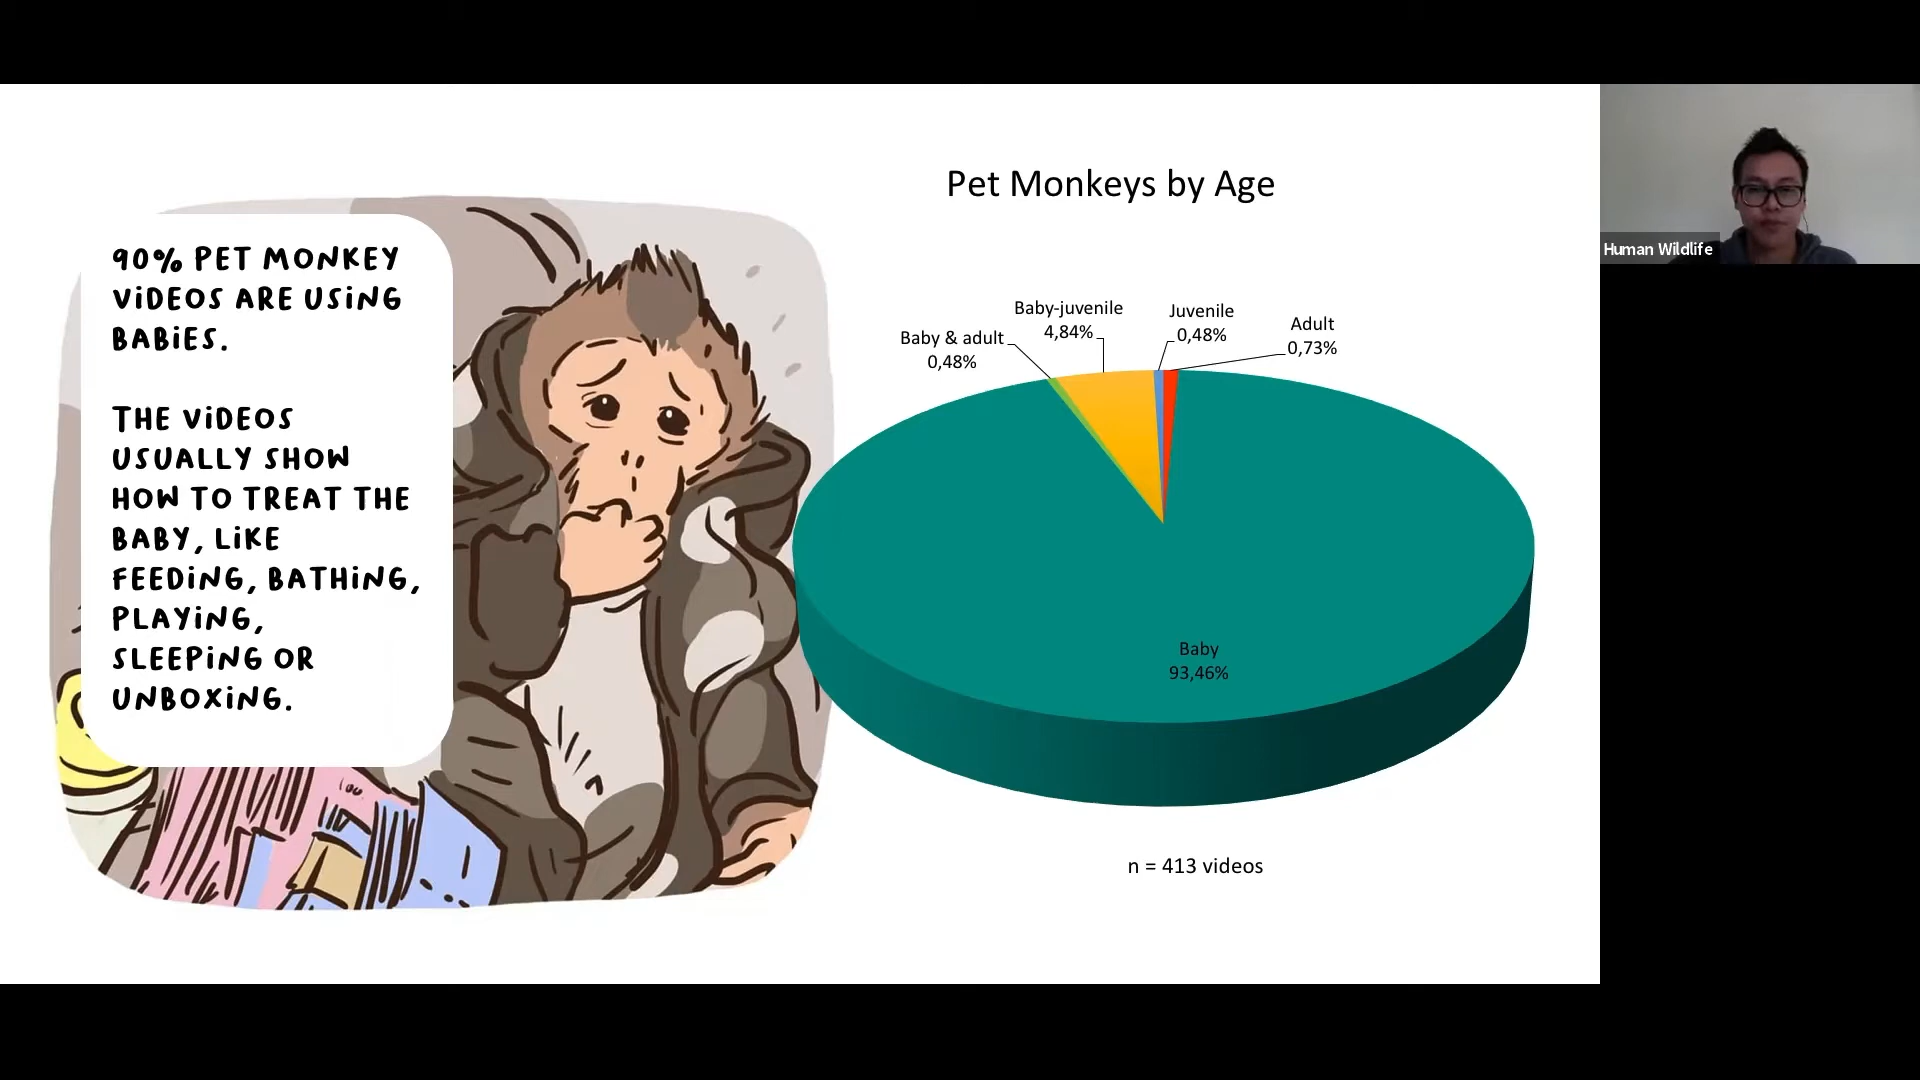 90% PET MONKEY
VIDEOS ARE USING
BABIES.
THE VIDEOS
USUALLY SHOW
HOW TO TREAT THE
BABY, LIKE
FEEDING, BATHING,
PLAYING,
SLEEPING OR
UNBOXING.
Pet Monkeys by Age
Baby & adult
0,48%
Baby-juvenile
4,84%
Juvenile
0,48%
Adult
0,73%
Baby
93,46%
n = 413 videos
Human Wildlife